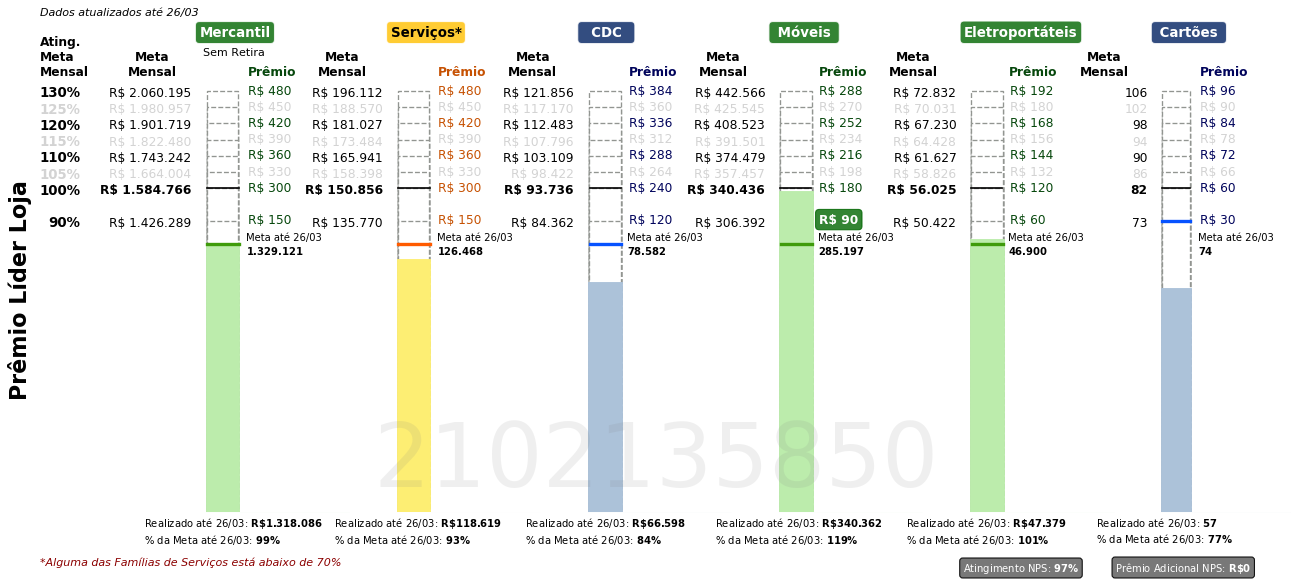 Dados atualizados até 26/03
Mercantil Serviços* CDC Móveis Eletroportáteis Cartões
Sem Retira
Ating. Meta Mensal
Meta Mensal Prêmio Meta Mensal Prêmio Meta Mensal Prêmio Meta Mensal Prêmio Meta Mensal Prêmio Meta Mensal Prêmio
130% R$ 2.060.195 R$ 480 R$ 196.112 R$ 480 R$ 121.856 R$ 384 R$ 442.566 R$ 288 R$ 72.832 R$ 192 106 R$ 96
125% R$ 1.980.957 R$ 450 R$ 188.570 R$ 450 R$ 117.170 R$ 360 R$ 425.545 R$ 270 R$ 70.031 R$ 180 102 R$ 90
120% R$ 1.901.719 R$ 420 R$ 181.027 R$ 420 R$ 112.483 R$ 336 R$ 408.523 R$ 252 R$ 67.230 R$ 168 98 R$ 84
115% R$ 1.822.480 R$ 390 R$ 173.484 R$ 390 R$ 107.796 R$ 312 R$ 391.501 R$ 234 R$ 64.428 R$ 156 94 R$ 78
110% R$ 1.743.242 R$ 360 R$ 165.941 R$ 360 R$ 103.109 R$ 288 R$ 374.479 R$ 216 R$ 61.627 R$ 144 90 R$ 72
105% R$ 1.664.004 R$ 330 R$ 158.398 R$ 330 R$ 98.422 R$ 264 R$ 357.457 R$ 198 R$ 58.826 R$ 132 86 R$ 66
100% R$ 1.584.766 R$ 300 R$ 150.856 R$ 300 R$ 93.736 R$ 240 R$ 340.436 R$ 180 R$ 56.025 R$ 120 82 R$ 60
90% R$ 1.426.289 R$ 150 R$ 135.770 R$ 150 R$ 84.362 R$ 120 R$ 306.392 R$ 90 R$ 50.422 R$ 60 73 R$ 30
Meta até 26/03 Meta até 26/03 Meta até 26/03 Meta até 26/03 Meta até 26/03 Meta até 26/03
1.329.121 126.468 78.582 285.197 46.900 74
Prêmio Líder Loja
2102135850
Realizado até 26/03: R$1.318.086 Realizado até 26/03: R$118.619 Realizado até 26/03: R$66.598 Realizado até 26/03: R$340.362 Realizado até 26/03: R$47.379 Realizado até 26/03: 57
% da Meta até 26/03: 99% % da Meta até 26/03: 93% % da Meta até 26/03: 84% % da Meta até 26/03: 119% % da Meta até 26/03: 101% % da Meta até 26/03: 77%
*Alguma das Famílias de Serviços está abaixo de 70%
Atingimento NPS: 97% Prêmio Adicional NPS: R$0